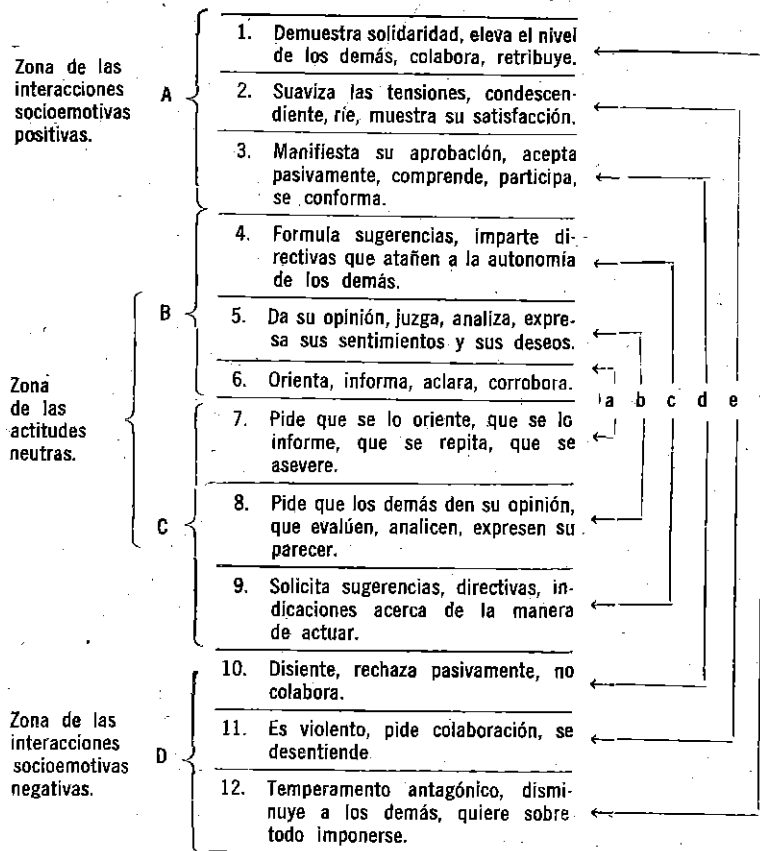 Zona de las
interacciones
socioemotivas
positivas.
A
1. Demuestra solidaridad, eleva el nivel
de los demás, colabora, retribuye.
2. Suaviza las tensiones, condescen-
diente, ríe, muestra su satisfacción.
3. Manifiesta su aprobación, acepta
pasivamente, comprende, participa,
se conforma.
B
4. Formula sugerencias, imparte di-
rectivas que atañen a la autonomía
de los demás.
5. Da su opinión, juzga, analiza, expre-
sa sus sentimientos y sus deseos.
6. Orienta, informa, aclara, corrobora.
Zona
de las
actitudes
neutras.
a b c d e
C
7. Pide que se lo oriente, que se lo
informe, que se repita, que se
asevere.
8. Pide que los demás den su opinión,
que evalúen, analicen, expresen su
parecer.
9. Solicita sugerencias, directivas, in-
dicaciones acerca de la manera
de actuar.
Zona de las
interacciones
socioemotivas
negativas.
D
10. Disiente, rechaza pasivamente, no
colabora.
11. Es violento, pide colaboración, se
desentiende
12. Temperamento antagónico, dismi-
nuye a los demás, quiere sobre
todo imponerse.